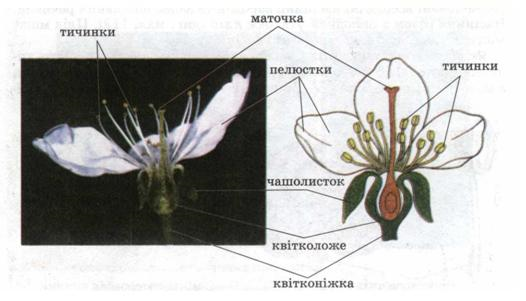 маточка
тичинки
пелюстки
тичинки
чашолисток
квітколоже
квітконіжка